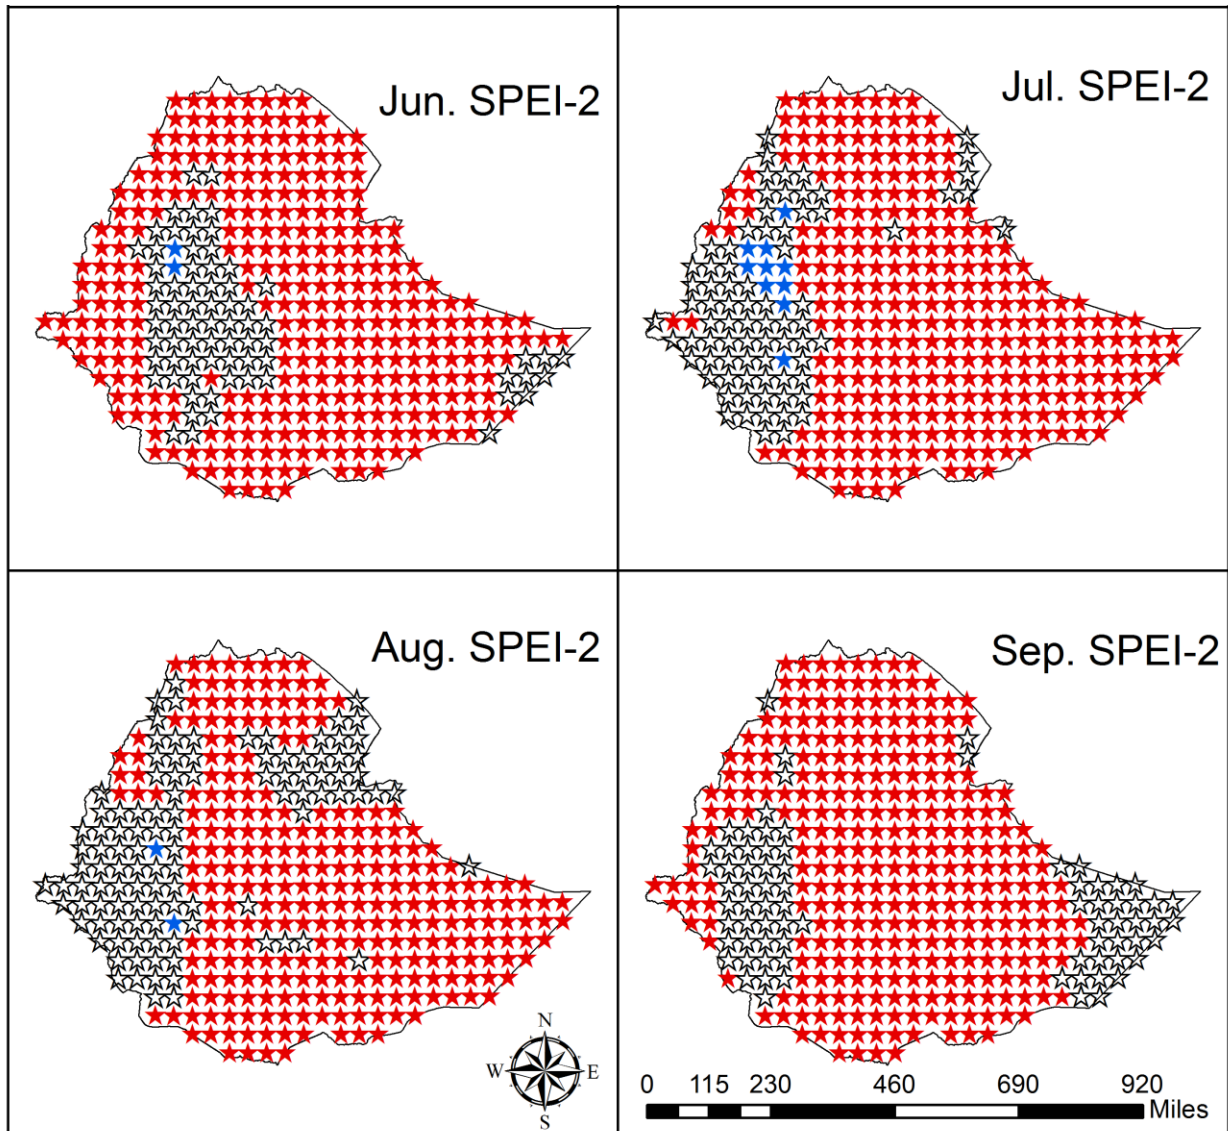 Jun. SPEI-2
Jul. SPEI-2
Aug. SPEI-2
Sep. SPEI-2
N
W E
S
0 115 230 460 690 920
Miles